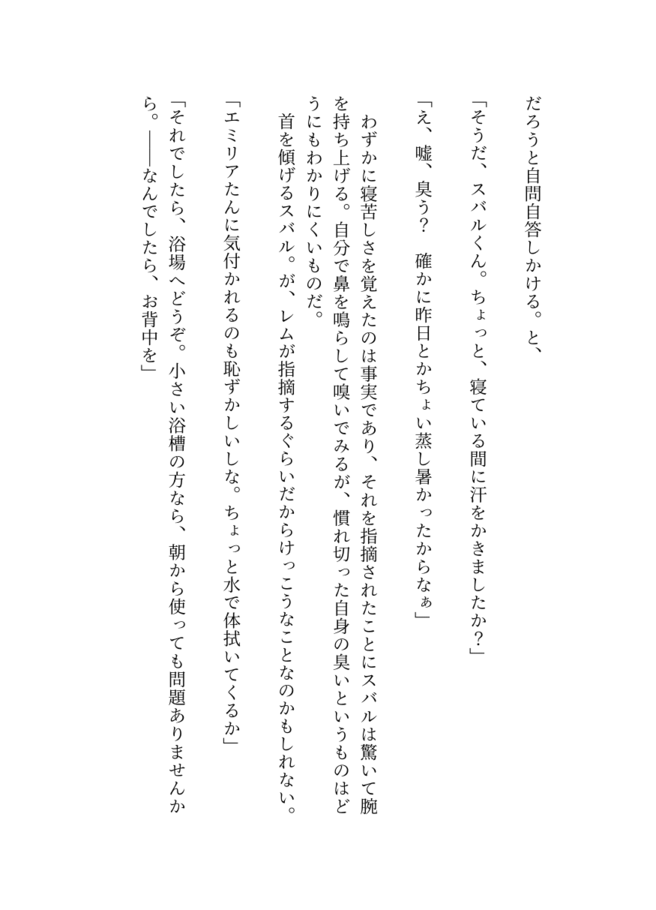 だろうと自問自答しかける。と、
「そうだ、スバルくん。ちょっと、寝ている間に汗をかきましたか？」
「え、嘘、臭う？　確かに昨日とかちょい蒸し暑かったからなぁ」
　わずかに寝苦しさを覚えたのは事実であり、それを指摘されたことにスバルは驚いて腕
を持ち上げる。自分で鼻を鳴らして嗅いでみるが、慣れ切った自身の臭いというものはど
うにもわかりにくいものだ。
　首を傾げるスバル。が、レムが指摘するぐらいだからけっこうなことなのかもしれない。
「エミリアたんに気付かれるのも恥ずかしいしな。ちょっと水で体拭いてくるか」
「それでしたら、浴場へどうぞ。小さい浴槽の方なら、朝から使っても問題ありませんか
ら。――なんでしたら、お背中を」